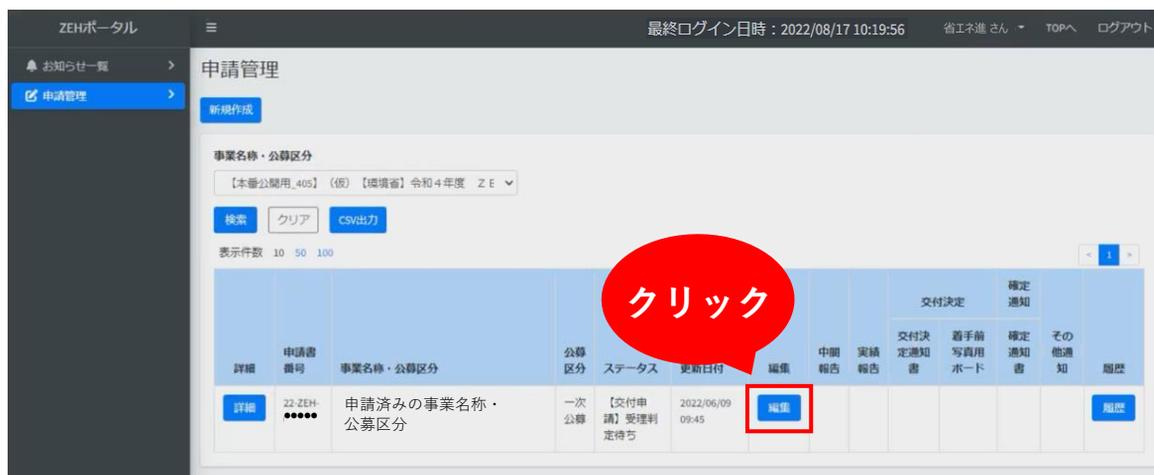 ZEHポータル
最終ログイン日時：2022/08/17 10:19:56
省エネ進 さん
TOPへ
ログアウト
お知らせ一覧
申請管理
申請管理
新規作成
事業名称・公募区分
【本番公開用_405】（仮）【環境省】令和４年度　ＺＥ
検索
クリア
CSV出力
表示件数 10 50 100
< 1 >
クリック
詳細
申請書
番号
事業名称・公募区分
公募
区分
ステータス
更新日付
編集
中間
報告
実績
報告
交付決定
交付決
定通知
書
着手前
写真用
ボード
確定
通知
確定
通知
書
その
他通
知
履歴
詳細
22-ZEH-
●●●●●
申請済みの事業名称・
公募区分
一次
公募
【交付申
請】受理判
定待ち
2022/06/09
09:45
編集
履歴